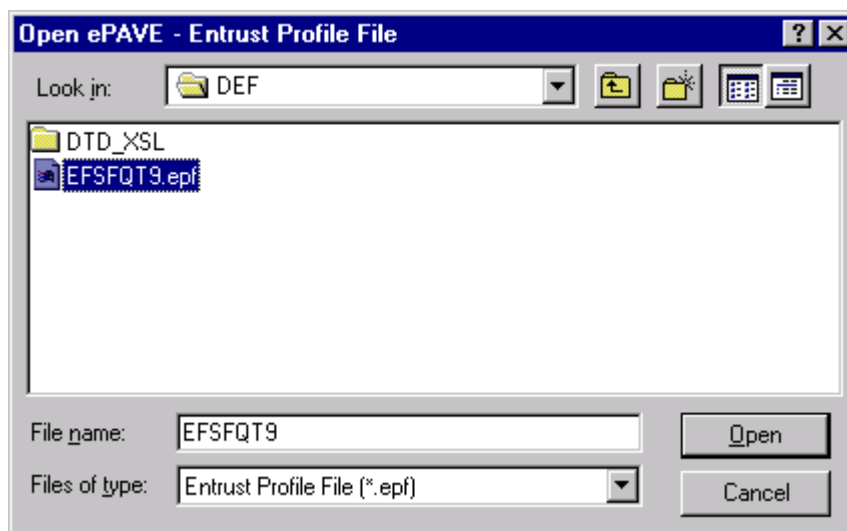 Open ePAVE - Entrust Profile File
Look in: DEF
DTD_XSL
EFSFQT9.epf
File name: EFSFQT9 Open
Files of type: Entrust Profile File (*.epf) Cancel